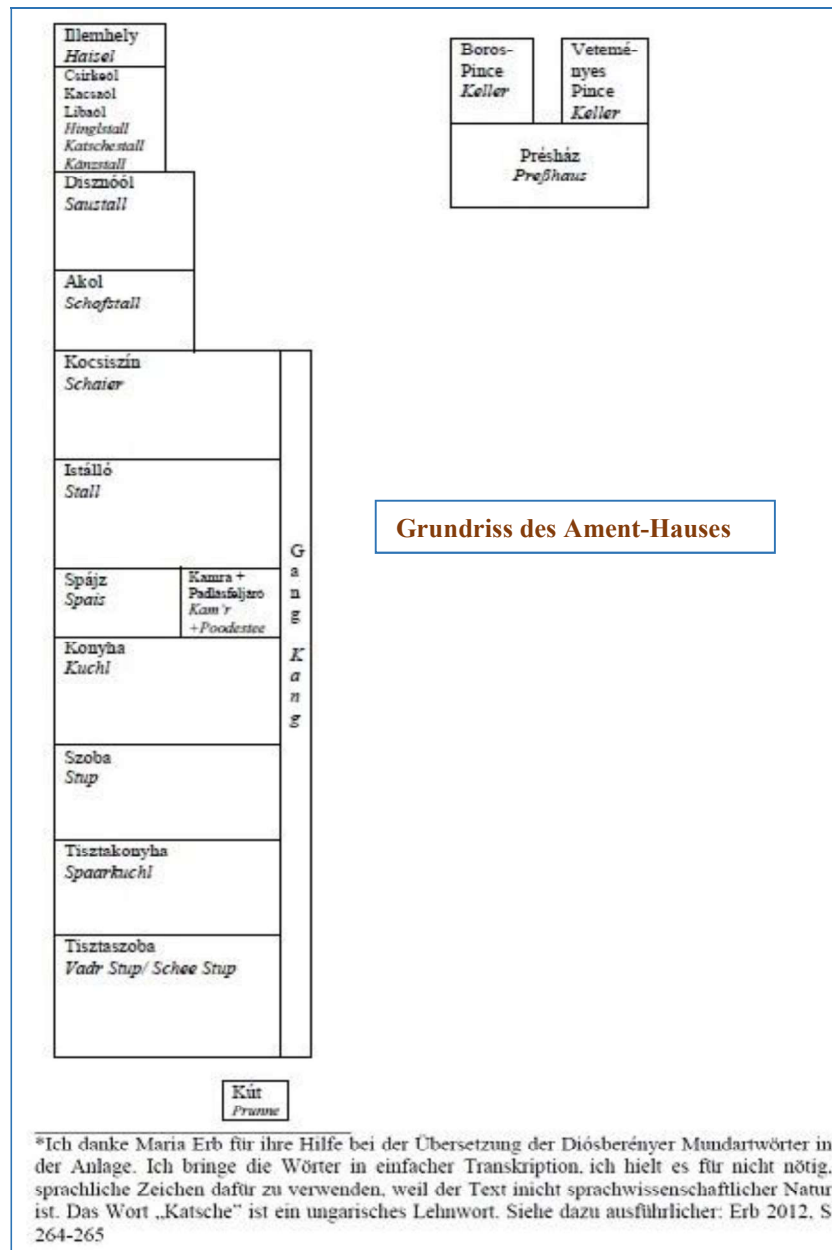 Illemhely
Haisel
Csirkeól
Kacsaól
Libaól
Hinglstall
Katschestall
Känzstall
Disznóól
Saustall
Akol
Schofstall
Kocsiszín
Schaier
Istálló
Stall
Spájz
Spais
Kamra +
Padlásfeljáró
Kam'r
+Poodestee
Konyha
Kuchl
Szoba
Stup
Tisztakonyha
Spaarkuchl
Tisztaszoba
Vadr Stup/ Schee Stup
Gang Kang
Kút
Prunne
Boros-
Pince
Keller
Vetemé-
nyes
Pince
Keller
Présház
Preßhaus
Grundriss des Ament-Hauses
*Ich danke Maria Erb für ihre Hilfe bei der Übersetzung der Diósberényer Mundartwörter in
der Anlage. Ich bringe die Wörter in einfacher Transkription, ich hielt es für nicht nötig,
sprachliche Zeichen dafür zu verwenden, weil der Text inicht sprachwissenschaftlicher Natur
ist. Das Wort „Katsche" ist ein ungarisches Lehnwort. Siehe dazu ausführlicher: Erb 2012, S
264-265